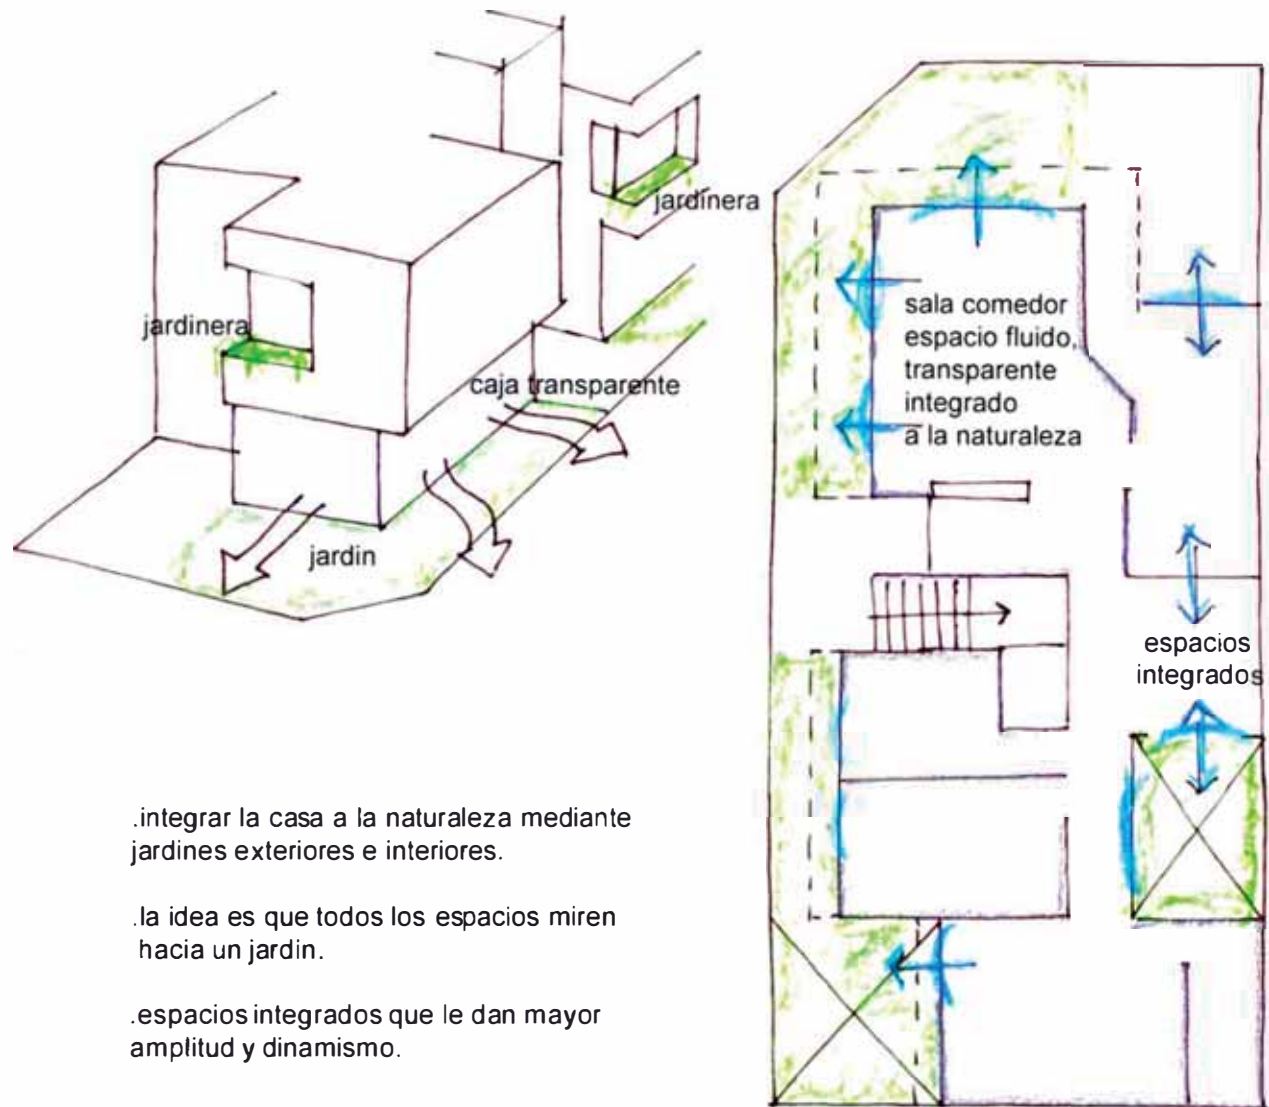 jardinera
jardinera
caja transparente
jardin
sala comedor
espacio fluido,
transparente
integrado
a la naturaleza
espacios
integrados
.integrar la casa a la naturaleza mediante
jardines exteriores e interiores.
.la idea es que todos los espacios miren
hacia un jardin.
.espacios integrados que le dan mayor
amplitud y dinamismo.